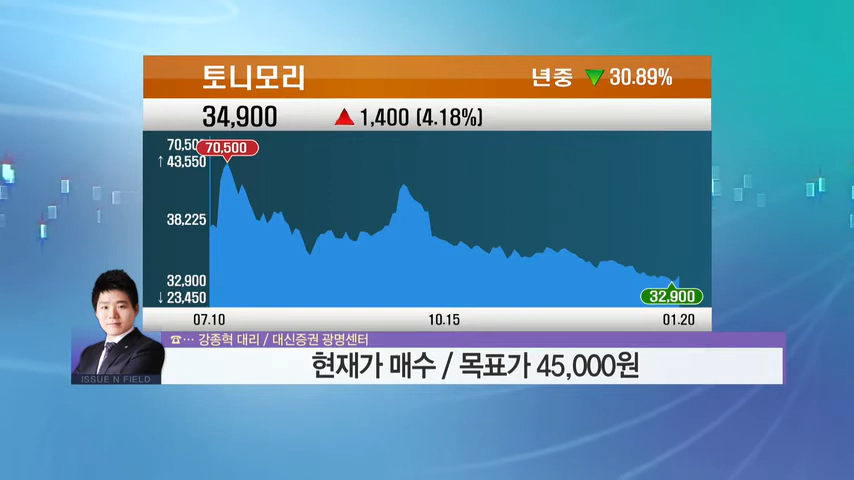 토니모리
년중 ▼ 30.89%
34,900 ▲ 1,400 (4.18%)
70,500
70,500
↑ 43,550
38,225
32,900
↓ 23,450
32,900
07.10 10.15 01.20
☎… 강종혁 대리 / 대신증권 광명센터
현재가 매수 / 목표가 45,000원
ISSUE N FIELD